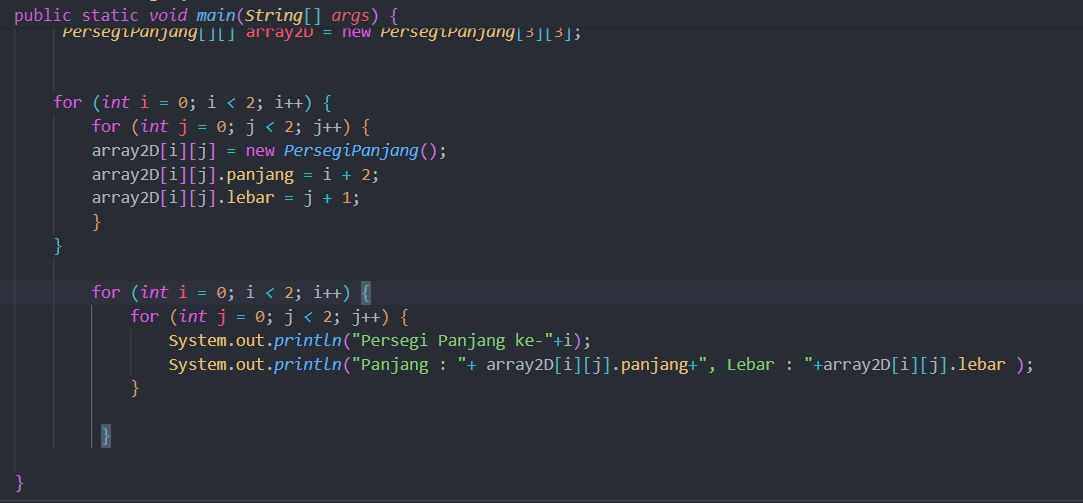 public static void main(String[] args) {
PersegiPanjang[][] array2D = new PersegiPanjang[3][3];
for (int i = 0; i < 2; i++) {
for (int j = 0; j < 2; j++) {
array2D[i][j] = new PersegiPanjang();
array2D[i][j].panjang = i + 2;
array2D[i][j].lebar = j + 1;
}
}
for (int i = 0; i < 2; i++) {
for (int j = 0; j < 2; j++) {
System.out.println("Persegi Panjang ke-"+i);
System.out.println("Panjang : "+ array2D[i][j].panjang+", Lebar : "+array2D[i][j].lebar );
}
}
}